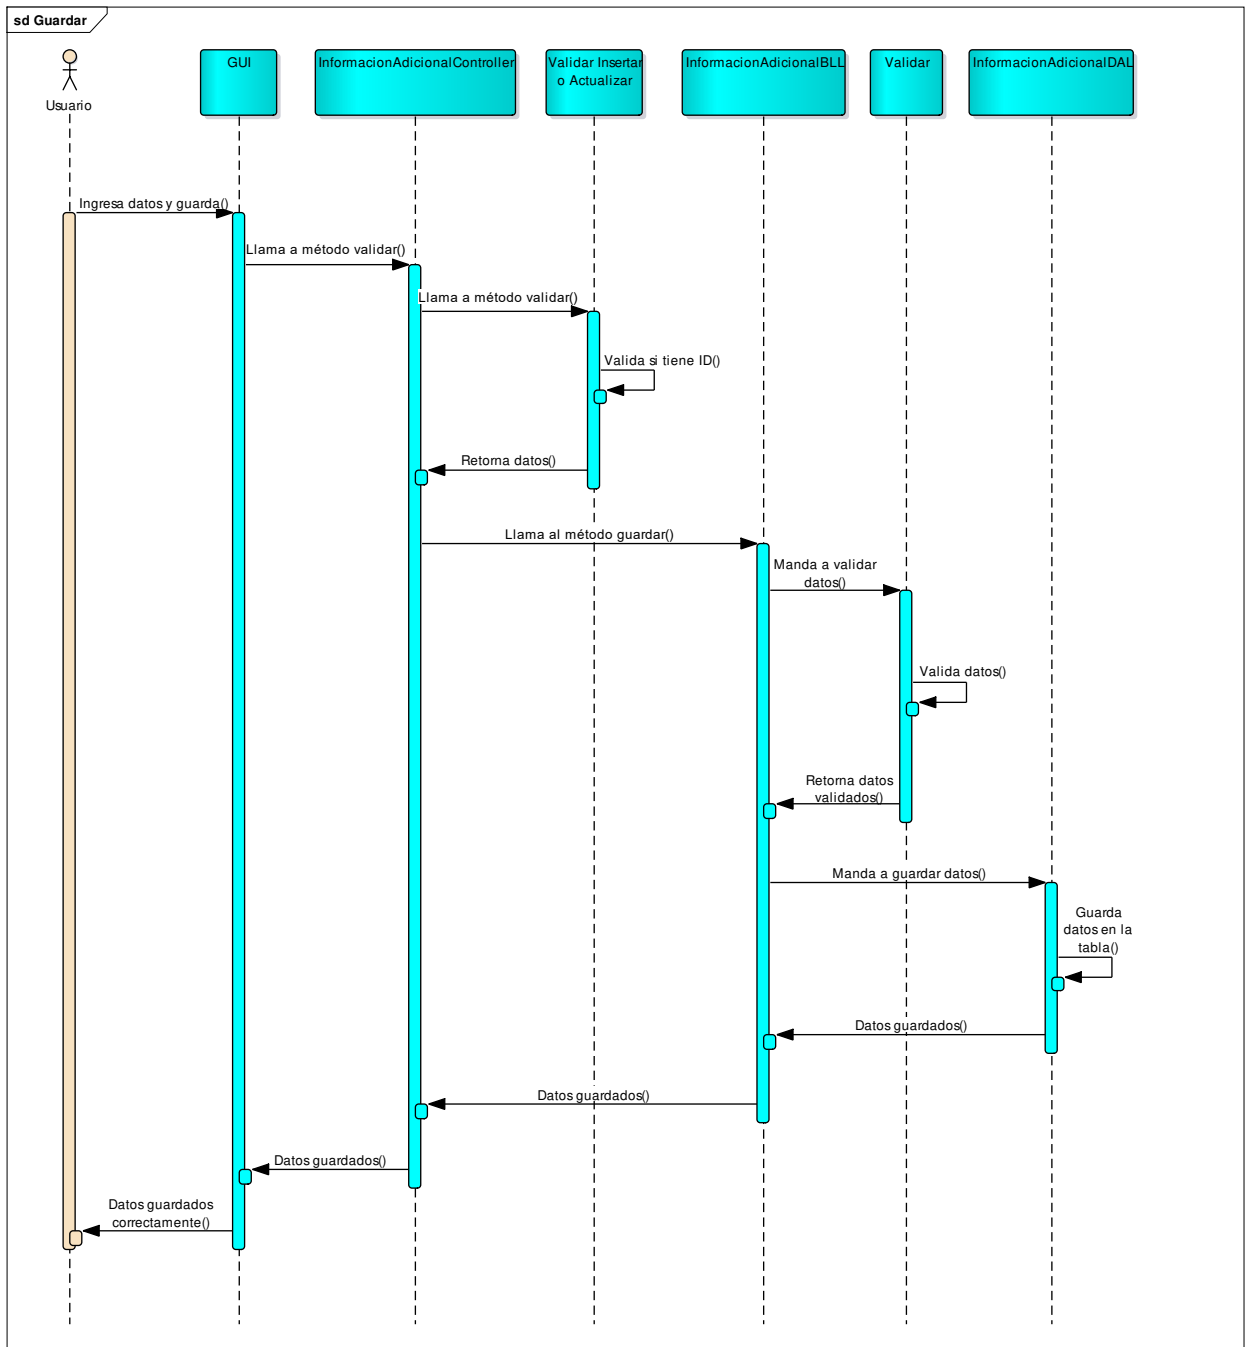 sd Guardar
Usuario
GUI
InformacionAdicionalController
Validar Insertar
o Actualizar
InformacionAdicionalBLL
Validar
InformacionAdicionalDAL
Ingresa datos y guarda()
Llama a método validar()
Llama a método validar()
Valida si tiene ID()
Retorna datos()
Llama al método guardar()
Manda a validar
datos()
Valida datos()
Retorna datos
validados()
Manda a guardar datos()
Guarda
datos en la
tabla()
Datos guardados()
Datos guardados()
Datos guardados()
Datos guardados
correctamente()